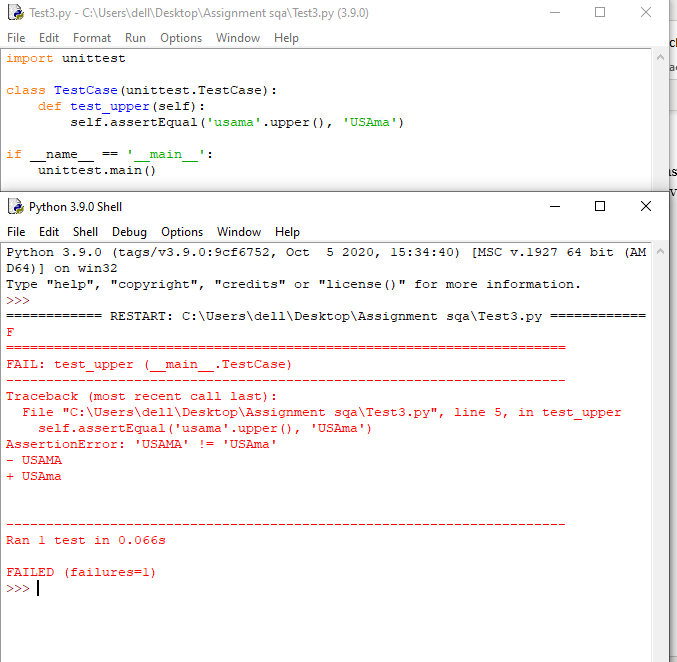 Test3.py - C:\Users\dell\Desktop\Assignment sqa\Test3.py (3.9.0)
File Edit Format Run Options Window Help
import unittest
class TestCase(unittest.TestCase):
    def test_upper(self):
        self.assertEqual('usama'.upper(), 'USAma')
if __name__ == '__main__':
    unittest.main()
Python 3.9.0 Shell
File Edit Shell Debug Options Window Help
Python 3.9.0 (tags/v3.9.0:9cf6752, Oct  5 2020, 15:34:40) [MSC v.1927 64 bit (AM
D64)] on win32
Type "help", "copyright", "credits" or "license()" for more information.
>>>
============ RESTART: C:\Users\dell\Desktop\Assignment sqa\Test3.py ============
F
======================================================================
FAIL: test_upper (__main__.TestCase)
----------------------------------------------------------------------
Traceback (most recent call last):
  File "C:\Users\dell\Desktop\Assignment sqa\Test3.py", line 5, in test_upper
    self.assertEqual('usama'.upper(), 'USAma')
AssertionError: 'USAMA' != 'USAma'
- USAMA
+ USAma
----------------------------------------------------------------------
Ran 1 test in 0.066s
FAILED (failures=1)
>>>